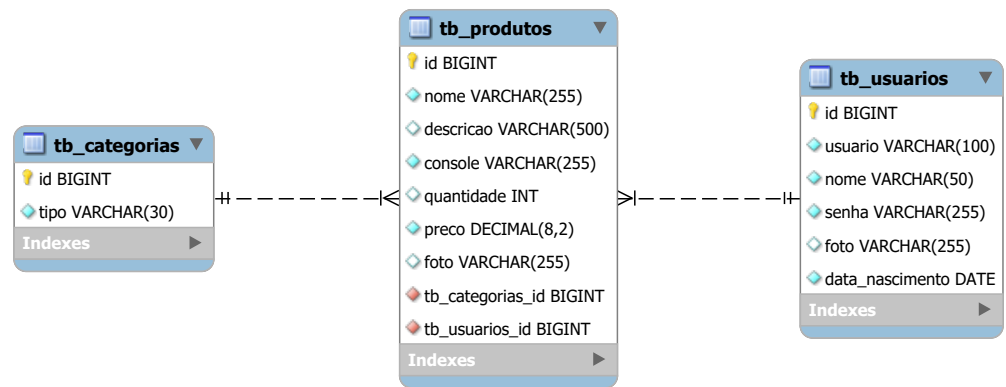 tb_categorias
id BIGINT
tipo VARCHAR(30)
Indexes
tb_produtos
id BIGINT
nome VARCHAR(255)
descricao VARCHAR(500)
console VARCHAR(255)
quantidade INT
preco DECIMAL(8,2)
foto VARCHAR(255)
tb_categorias_id BIGINT
tb_usuarios_id BIGINT
Indexes
tb_usuarios
id BIGINT
usuario VARCHAR(100)
nome VARCHAR(50)
senha VARCHAR(255)
foto VARCHAR(255)
data_nascimento DATE
Indexes